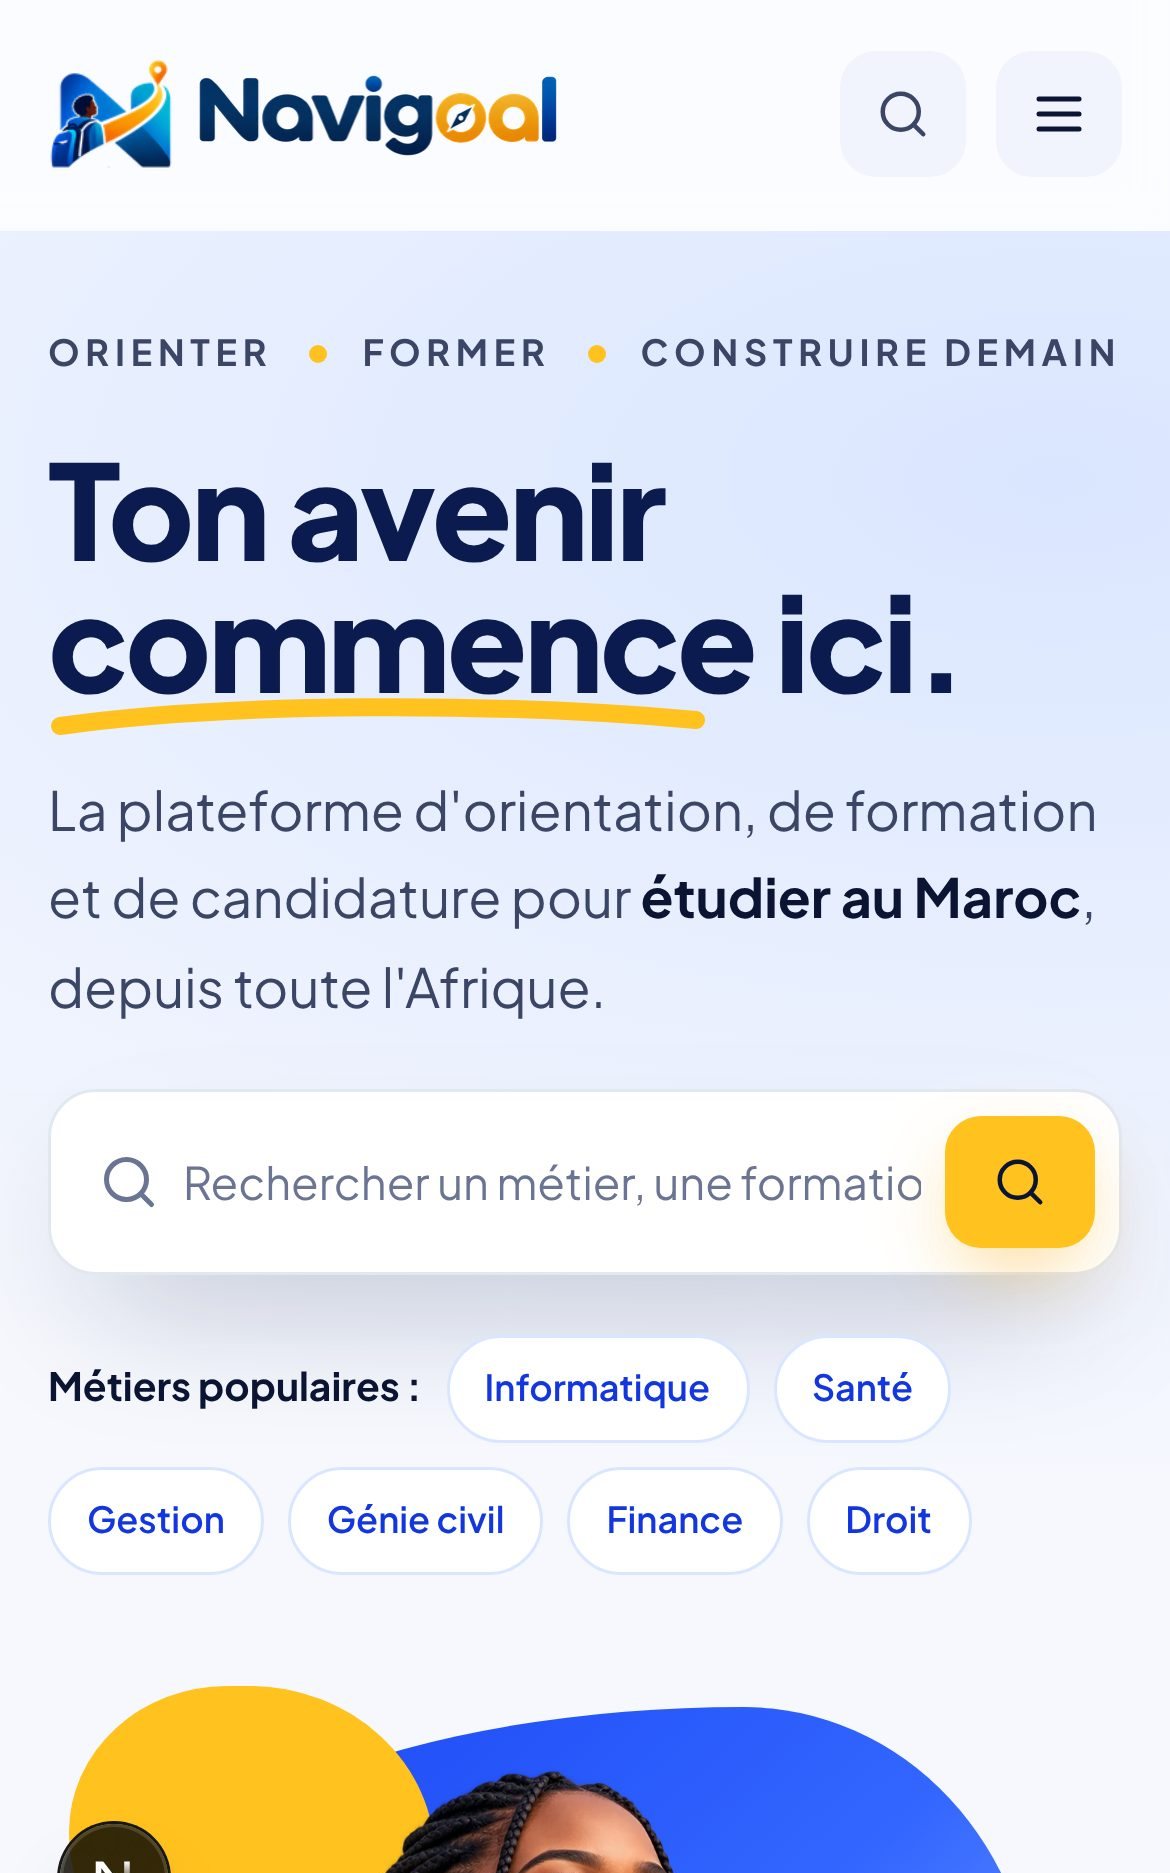 Navigoal
ORIENTER • FORMER • CONSTRUIRE DEMAIN
Ton avenir
commence ici.
La plateforme d'orientation, de formation
et de candidature pour étudier au Maroc,
depuis toute l'Afrique.
Rechercher un métier, une formatio
Métiers populaires : Informatique Santé
Gestion Génie civil Finance Droit
N